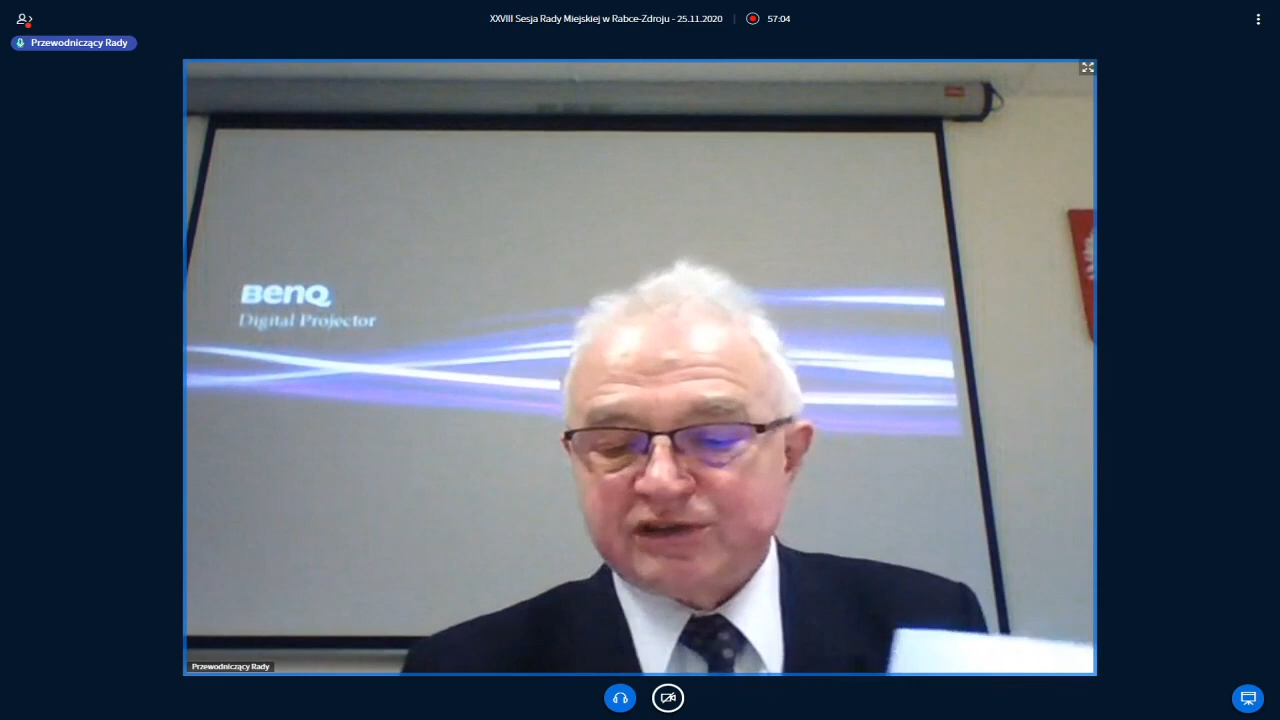 XXVIII Sesja Rady Miejskiej w Rabce-Zdroju - 25.11.2020
57:04
Przewodniczący Rady
BenQ
Digital Projector
Przewodniczący Rady